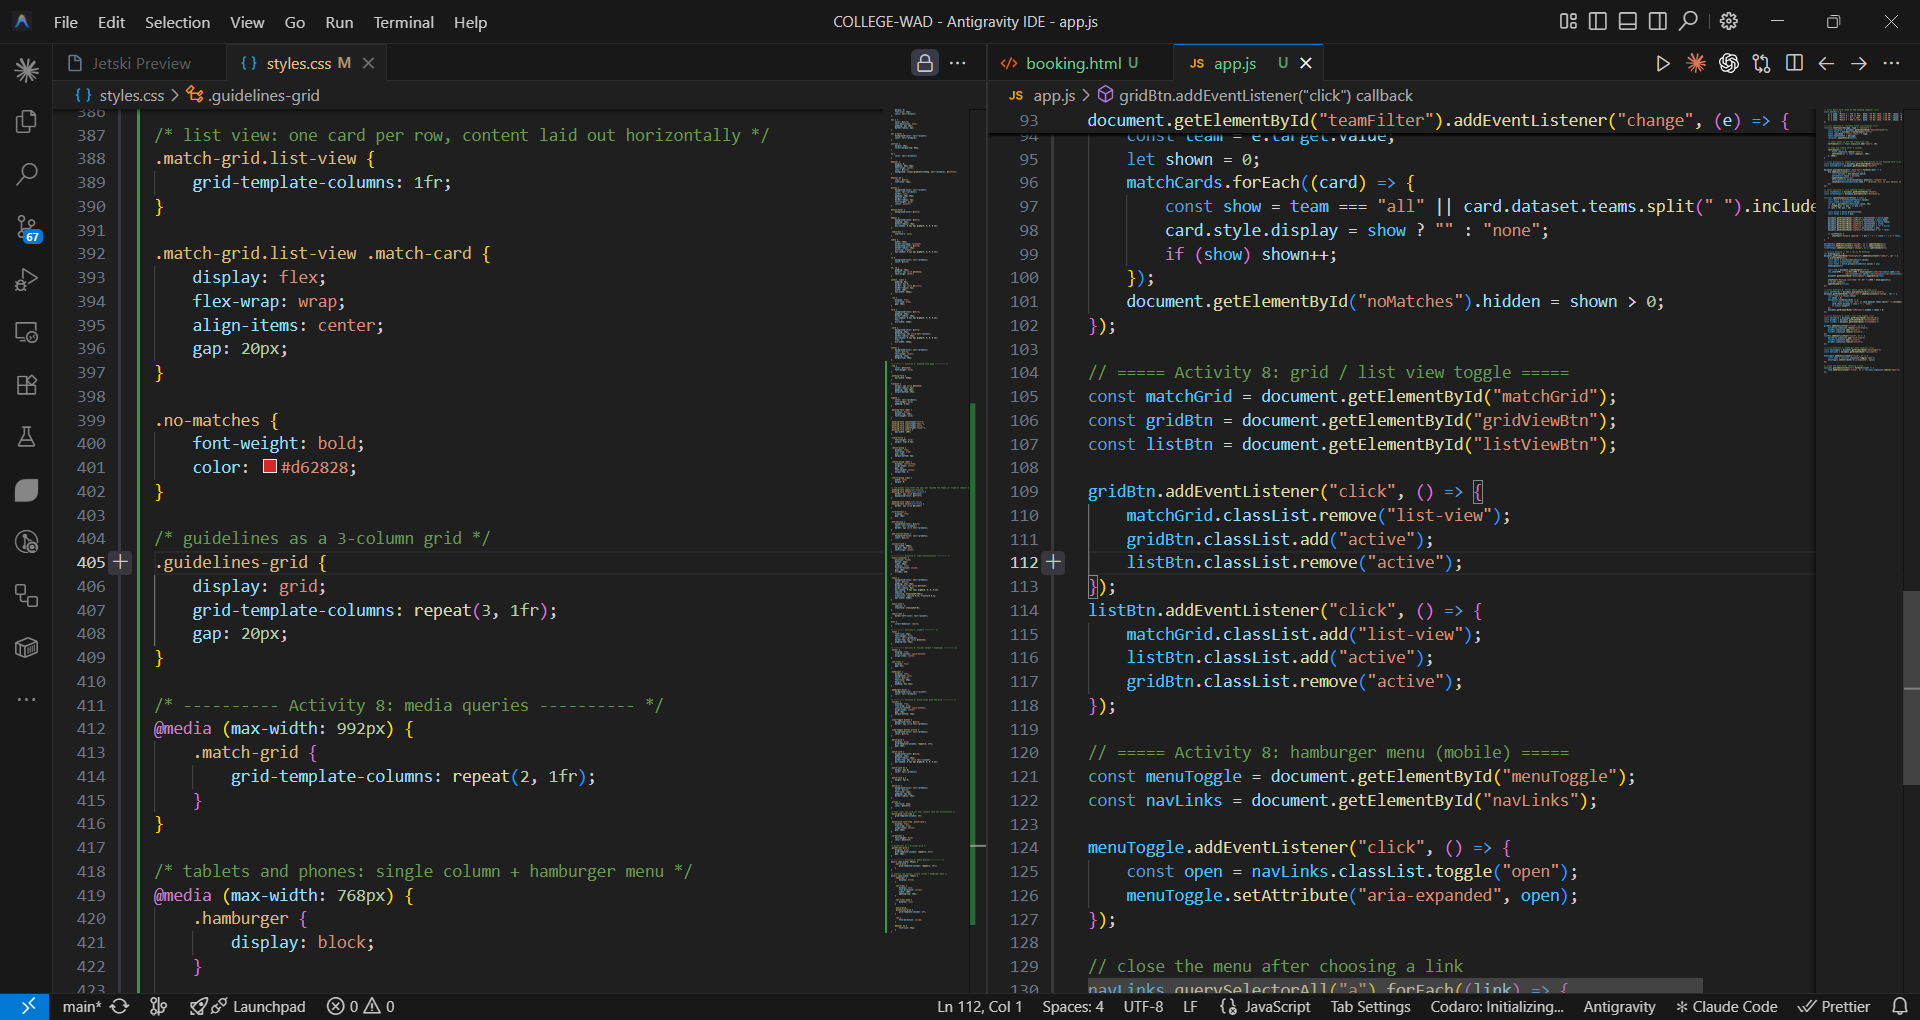 File Edit Selection View Go Run Terminal Help
COLLEGE-WAD - Antigravity IDE - app.js
Jetski Preview
{ } styles.css M
{ } styles.css > .guidelines-grid
386
387 /* list view: one card per row, content laid out horizontally */
388 .match-grid.list-view {
389 grid-template-columns: 1fr;
390 }
391
392 .match-grid.list-view .match-card {
393 display: flex;
394 flex-wrap: wrap;
395 align-items: center;
396 gap: 20px;
397 }
398
399 .no-matches {
400 font-weight: bold;
401 color: #d62828;
402 }
403
404 /* guidelines as a 3-column grid */
405 .guidelines-grid {
406 display: grid;
407 grid-template-columns: repeat(3, 1fr);
408 gap: 20px;
409 }
410
411 /* ---------- Activity 8: media queries ---------- */
412 @media (max-width: 992px) {
413 .match-grid {
414 grid-template-columns: repeat(2, 1fr);
415 }
416 }
417
418 /* tablets and phones: single column + hamburger menu */
419 @media (max-width: 768px) {
420 .hamburger {
421 display: block;
422 }
423
67
<> booking.html U
JS app.js U
JS app.js > gridBtn.addEventListener("click") callback
93 document.getElementById("teamFilter").addEventListener("change", (e) => {
94 const team = e.target.value;
95 let shown = 0;
96 matchCards.forEach((card) => {
97 const show = team === "all" || card.dataset.teams.split(" ").include
98 card.style.display = show ? "" : "none";
99 if (show) shown++;
100 });
101 document.getElementById("noMatches").hidden = shown > 0;
102 });
103
104 // ===== Activity 8: grid / list view toggle =====
105 const matchGrid = document.getElementById("matchGrid");
106 const gridBtn = document.getElementById("gridViewBtn");
107 const listBtn = document.getElementById("listViewBtn");
108
109 gridBtn.addEventListener("click", () => {
110 matchGrid.classList.remove("list-view");
111 gridBtn.classList.add("active");
112 listBtn.classList.remove("active");
113 });
114 listBtn.addEventListener("click", () => {
115 matchGrid.classList.add("list-view");
116 listBtn.classList.add("active");
117 gridBtn.classList.remove("active");
118 });
119
120 // ===== Activity 8: hamburger menu (mobile) =====
121 const menuToggle = document.getElementById("menuToggle");
122 const navLinks = document.getElementById("navLinks");
123
124 menuToggle.addEventListener("click", () => {
125 const open = navLinks.classList.toggle("open");
126 menuToggle.setAttribute("aria-expanded", open);
127 });
128
129 // close the menu after choosing a link
130 navLinks.querySelectorAll("a").forEach((link) => {
main* Launchpad 0 0 Ln 112, Col 1 Spaces: 4 UTF-8 LF {} JavaScript Tab Settings Codaro: Initializing... Antigravity Claude Code Prettier